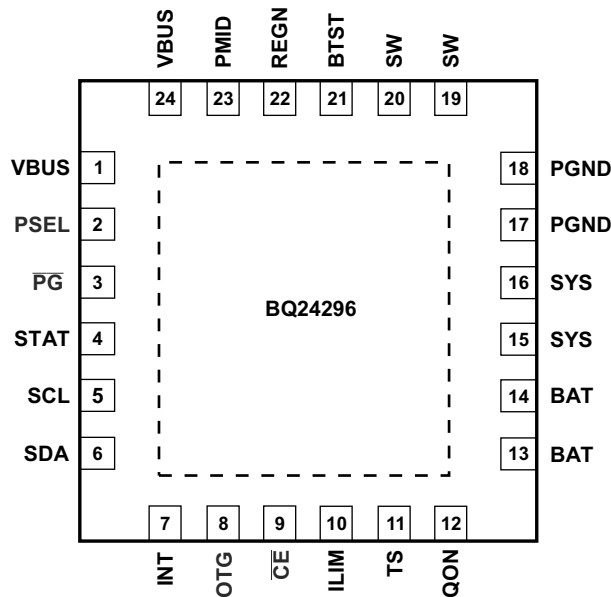 VBUS PMID REGN BTST SW SW
24 23 22 21 20 19
VBUS 1 18 PGND
PSEL 2 17 PGND
P̅G̅ 3 16 SYS
BQ24296
STAT 4 15 SYS
SCL 5 14 BAT
SDA 6 13 BAT
7 8 9 10 11 12
INT OTG C̅E̅ ILIM TS QON